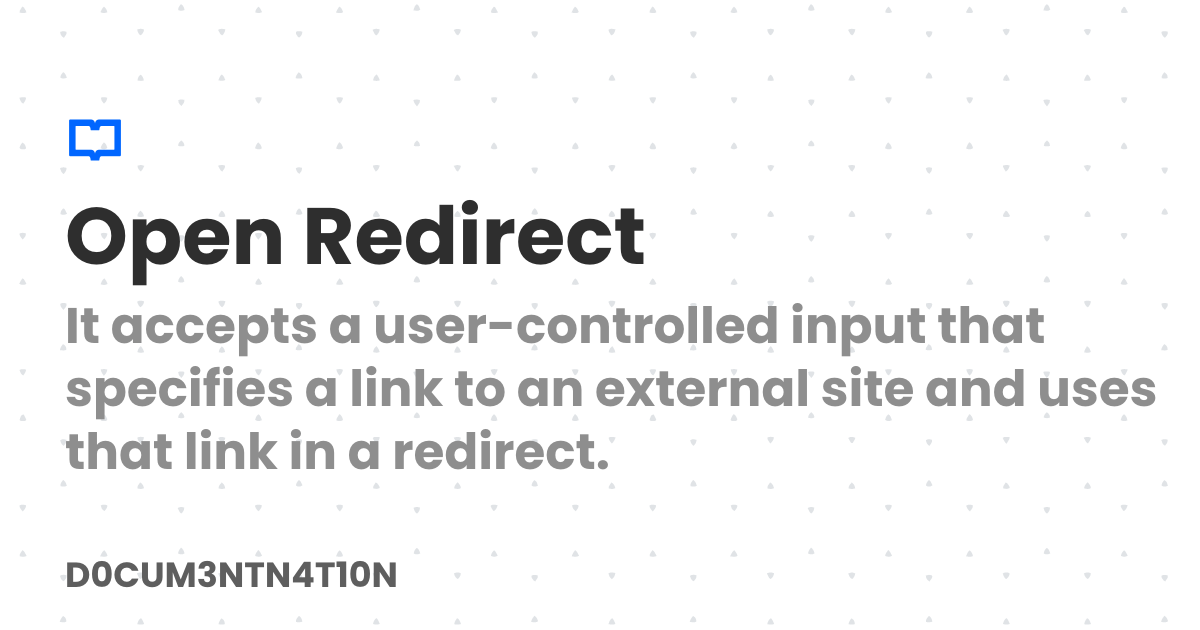 Open Redirect
It accepts a user-controlled input that
specifies a link to an external site and uses
that link in a redirect.
D0CUM3NTN4T10N